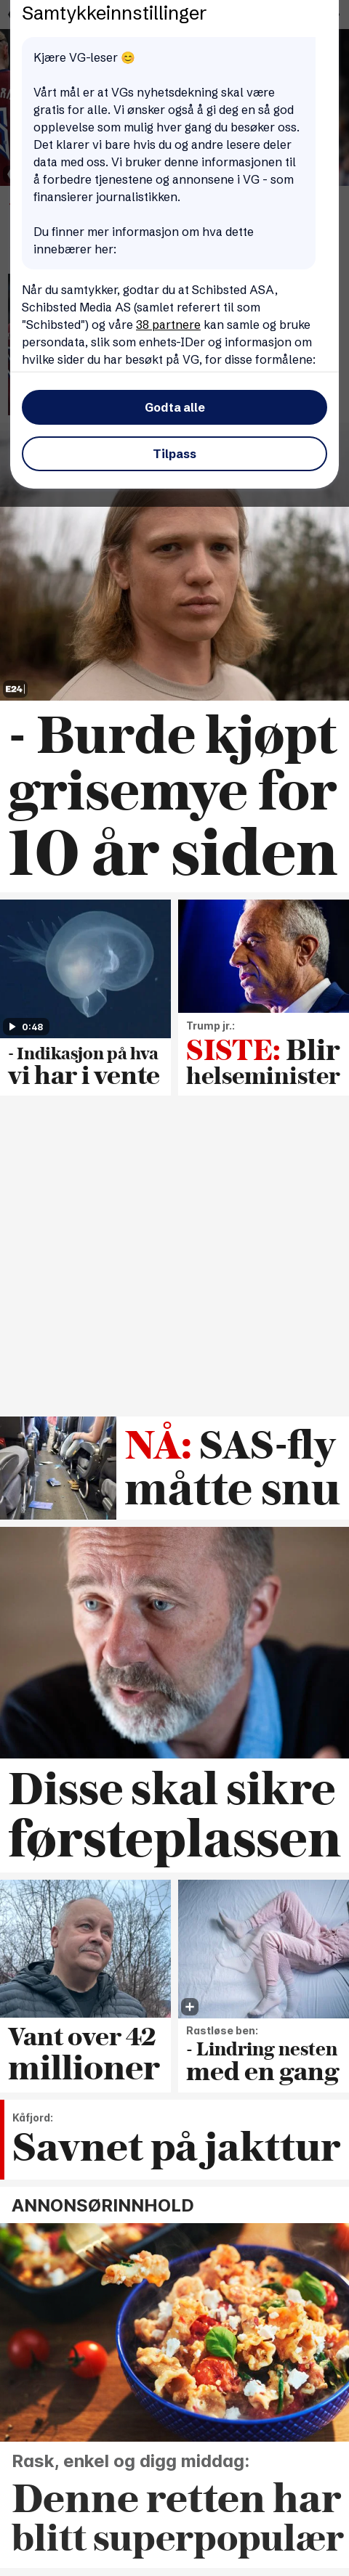 Samtykkeinnstillinger
Kjære VG-leser 😊
Vårt mål er at VGs nyhetsdekning skal være
gratis for alle. Vi ønsker også å gi deg en så god
opplevelse som mulig hver gang du besøker oss.
Det klarer vi bare hvis du og andre lesere deler
data med oss. Vi bruker denne informasjonen til
å forbedre tjenestene og annonsene i VG - som
finansierer journalistikken.
Du finner mer informasjon om hva dette
innebærer her:
Når du samtykker, godtar du at Schibsted ASA,
Schibsted Media AS (samlet referert til som
"Schibsted") og våre 38 partnere kan samle og bruke
persondata, slik som enhets-IDer og informasjon om
hvilke sider du har besøkt på VG, for disse formålene:
Godta alle
Tilpass
E24
- Burde kjøpt
grisemye for
10 år siden
0:48
- Indikasjon på hva
vi har i vente
Trump jr.:
SISTE: Blir
helseminister
NÅ: SAS-fly
måtte snu
Disse skal sikre
førsteplassen
Vant over 42
millioner
Rastløse ben:
- Lindring nesten
med en gang
Kåfjord:
Savnet på jakttur
ANNONSØRINNHOLD
Rask, enkel og digg middag:
Denne retten har
blitt superpopulær